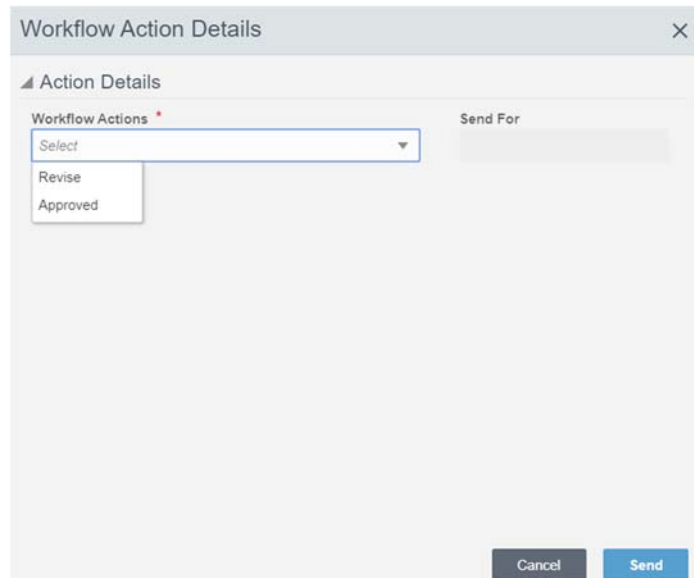 Workflow Action Details
Action Details
Workflow Actions * Send For
Select
Revise
Approved
Cancel Send